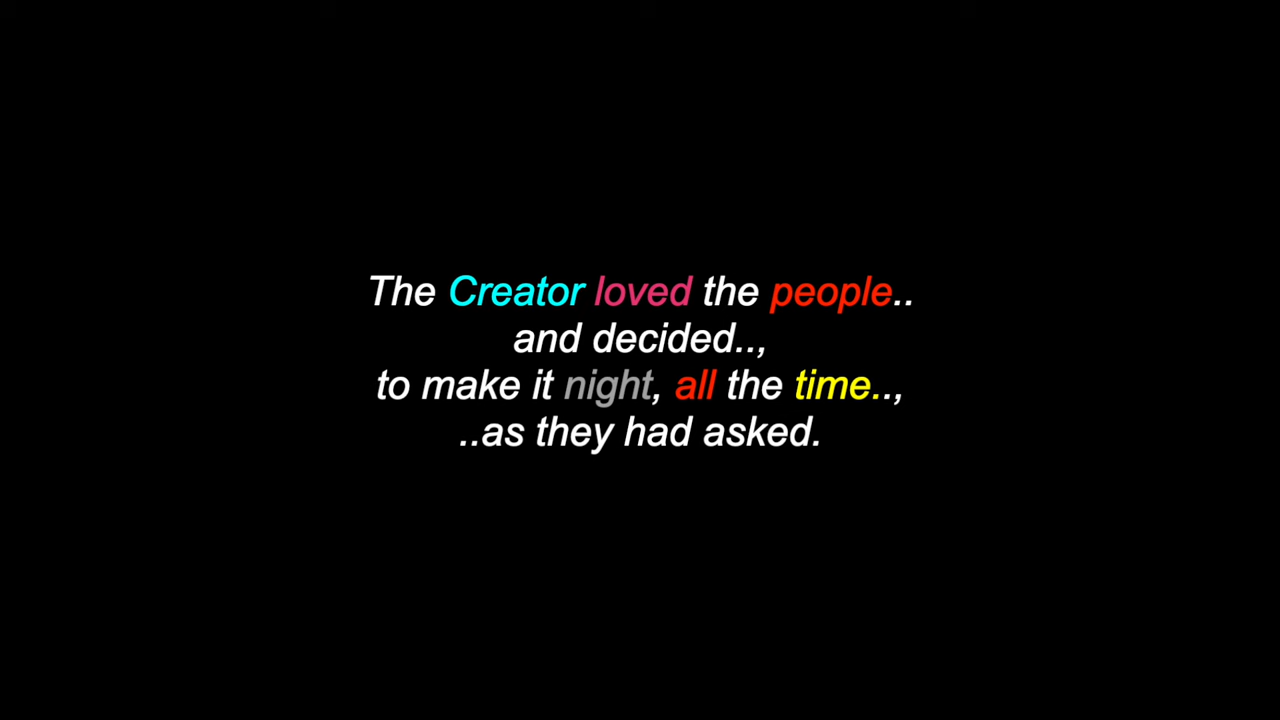 The Creator loved the people..
and decided..,
to make it night, all the time..,
..as they had asked.